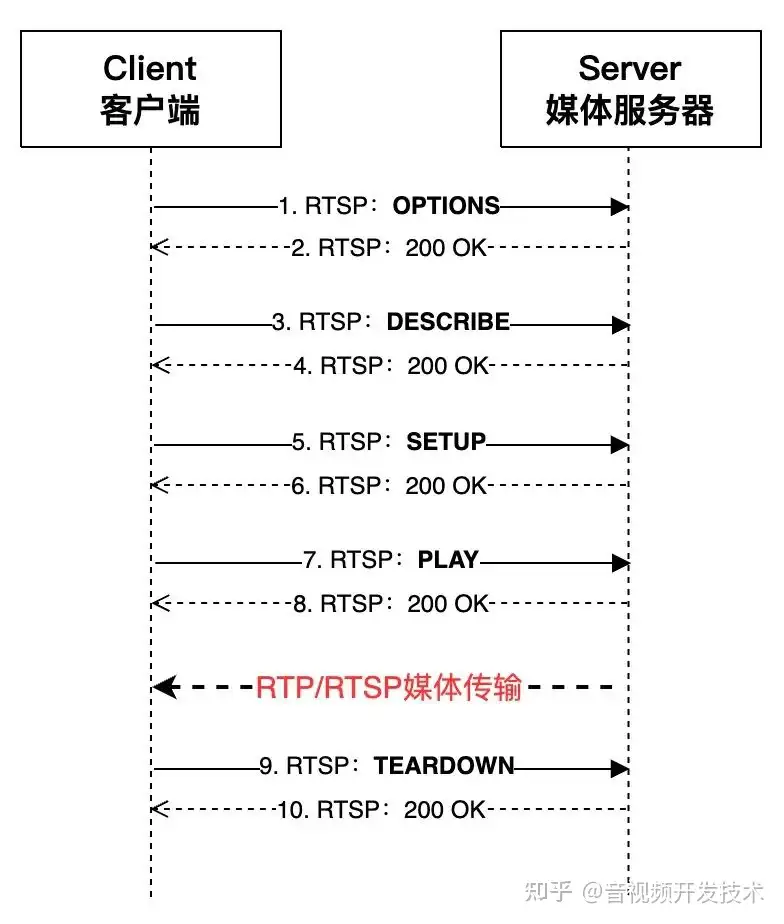 Client
客户端
Server
媒体服务器
1. RTSP：OPTIONS
2. RTSP：200 OK
3. RTSP：DESCRIBE
4. RTSP：200 OK
5. RTSP：SETUP
6. RTSP：200 OK
7. RTSP：PLAY
8. RTSP：200 OK
RTP/RTSP媒体传输
9. RTSP：TEARDOWN
10. RTSP：200 OK
知乎 @音视频开发技术